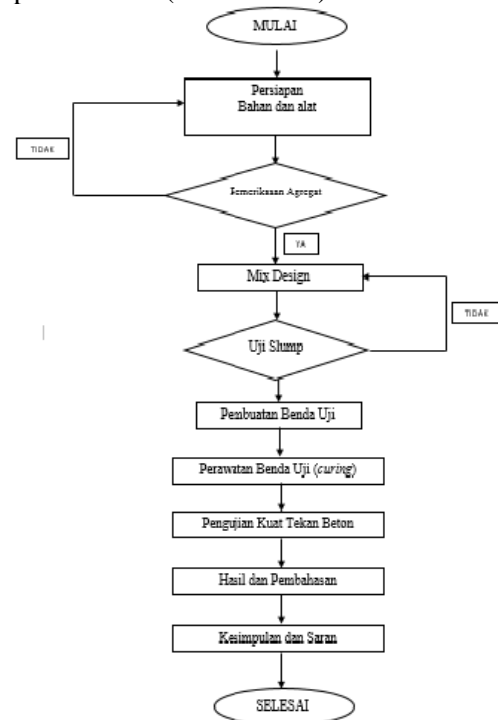 MULAI
Persiapan
Bahan dan alat
TIDAK
Pemeriksaan Agregat
YA
Mix Design
TIDAK
Uji Slump
Pembuatan Benda Uji
Perawatan Benda Uji (curing)
Pengujian Kuat Tekan Beton
Hasil dan Pembahasan
Kesimpulan dan Saran
SELESAI